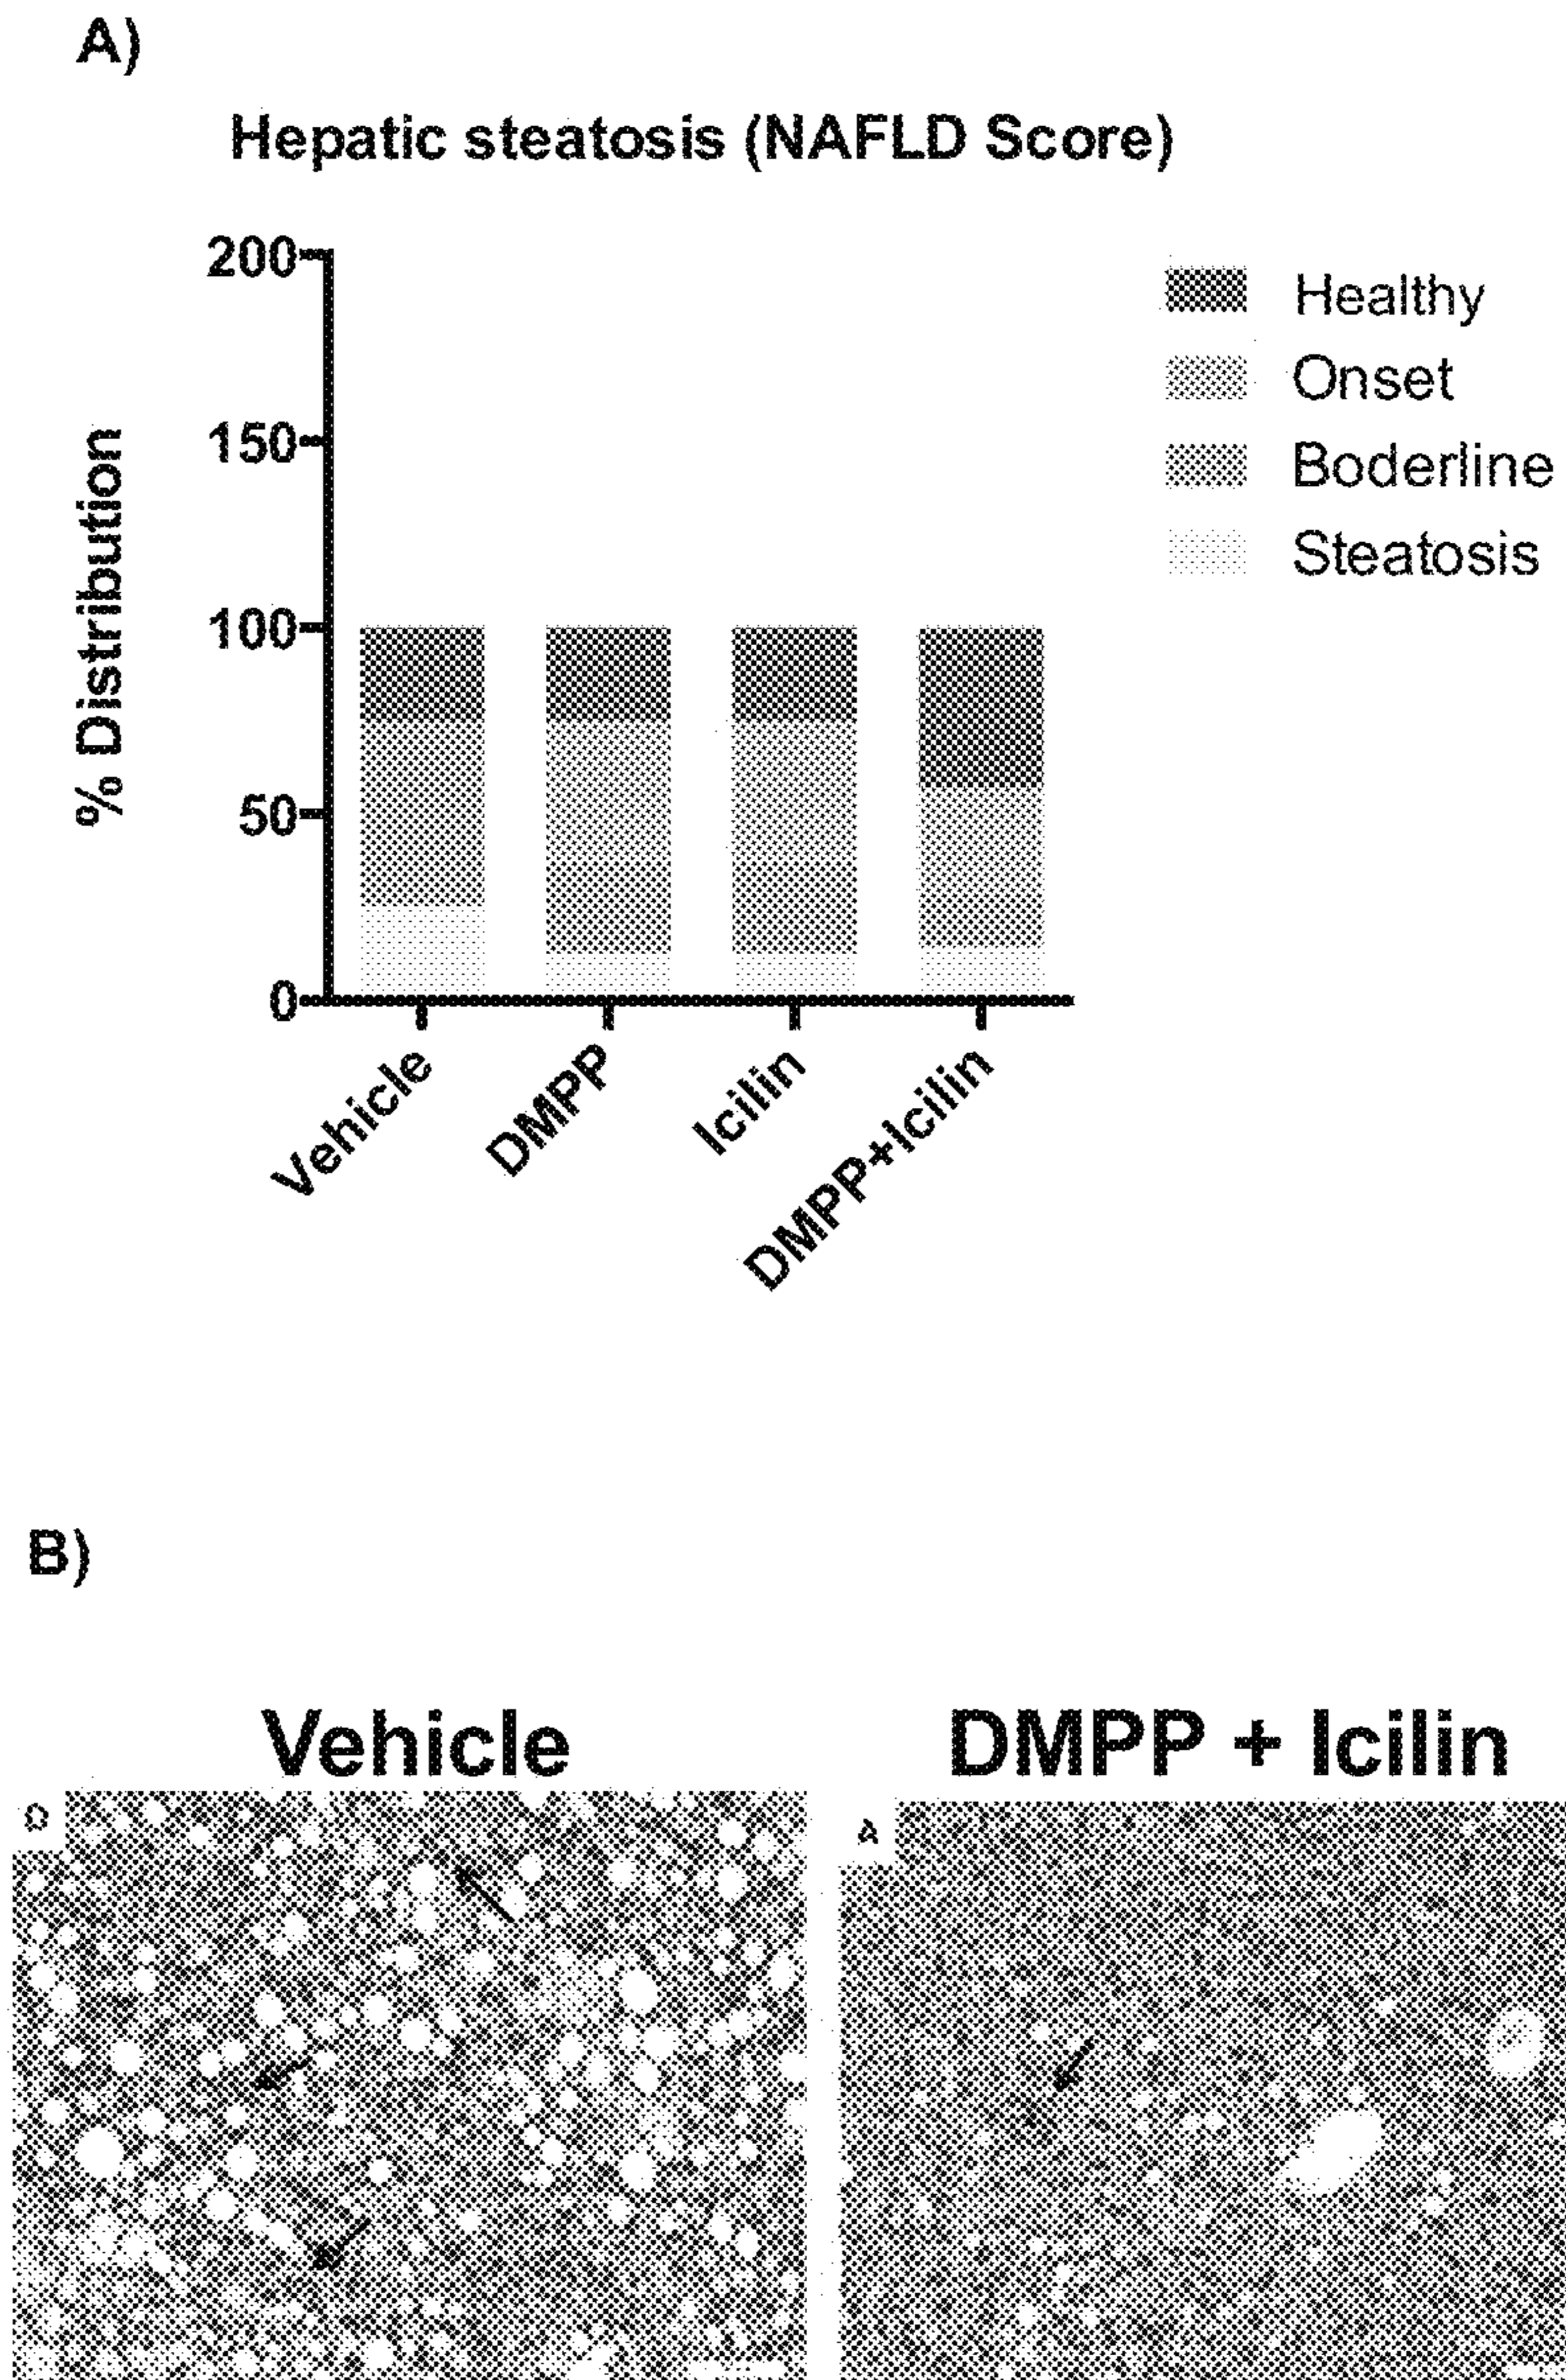 A)
Hepatic steatosis (NAFLD Score)
200
150
100
50
0
% Distribution
Healthy
Onset
Boderline
Steatosis
Vehicle
DMPP
Icilin
DMPP+Icilin
B)
Vehicle
DMPP + Icilin
D
A